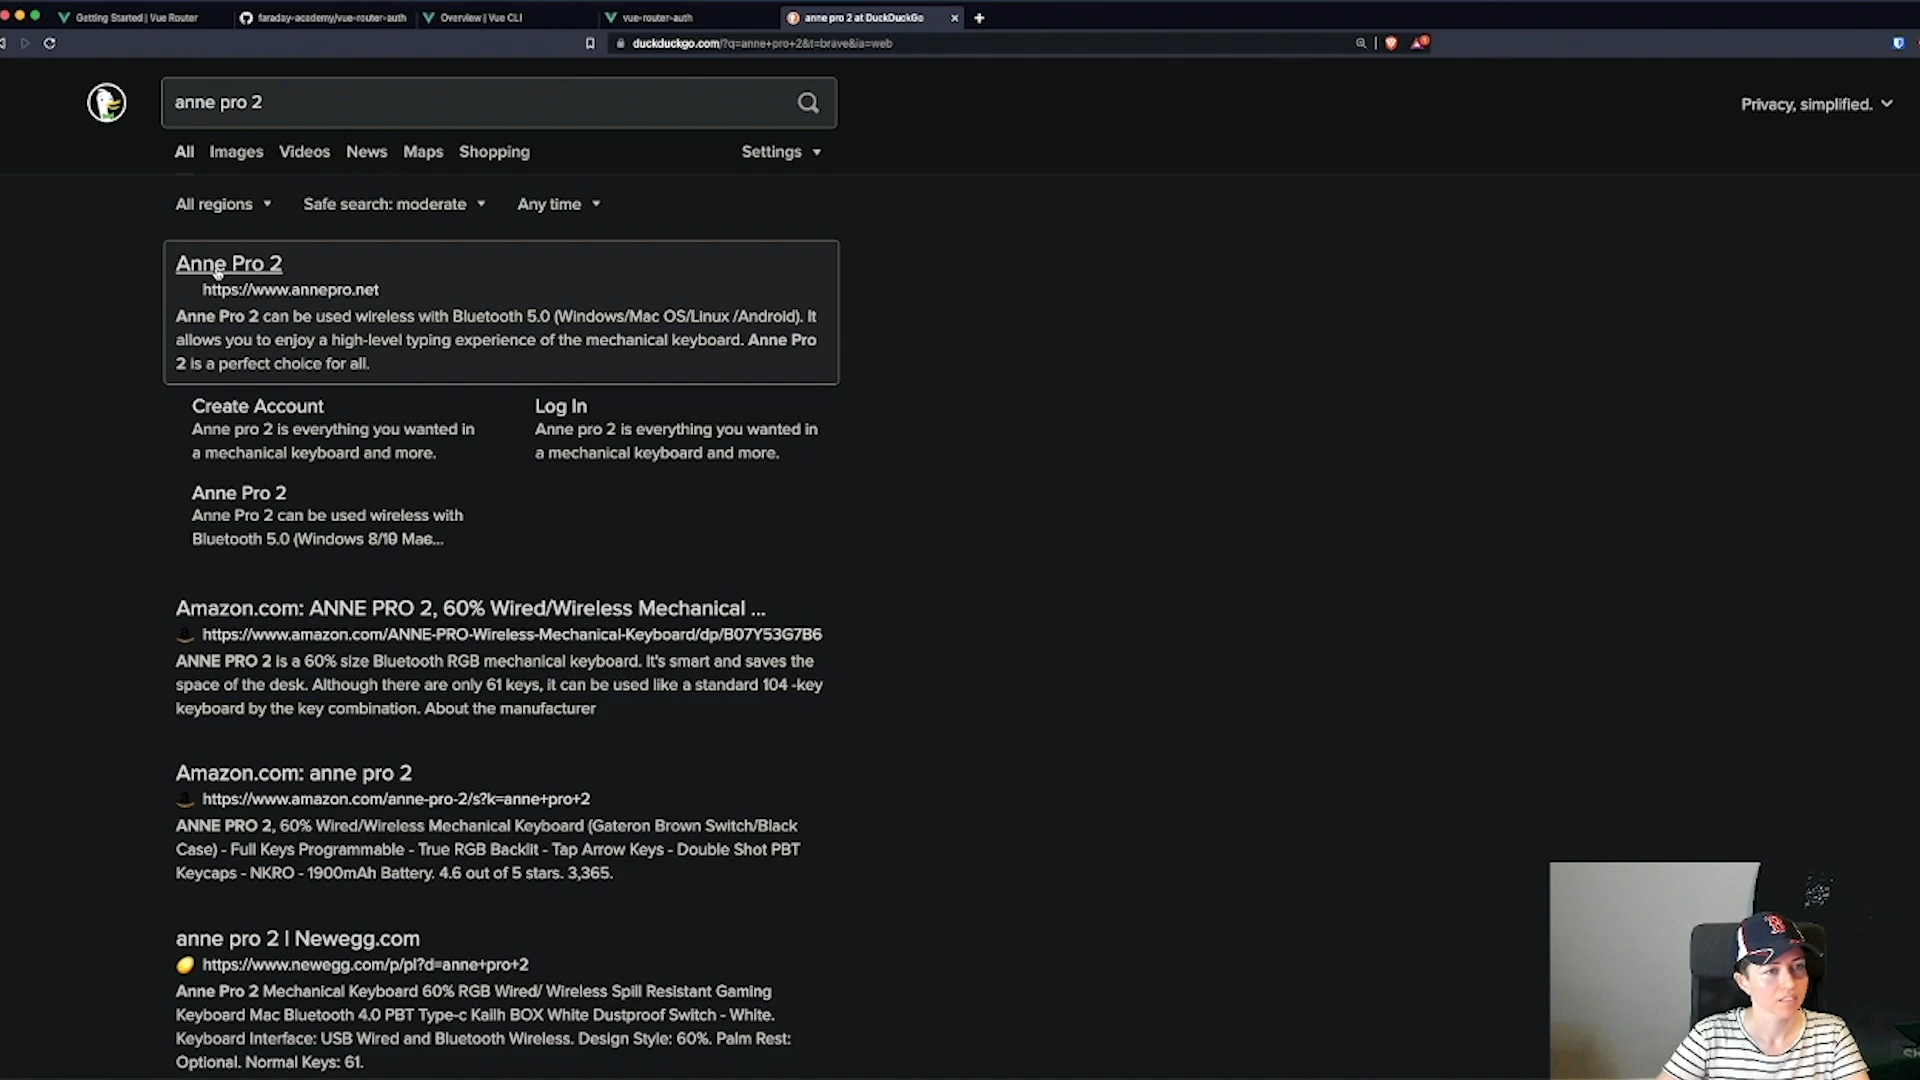 Getting Started | Vue Router
faraday-academy/vue-router-auth
Overview | Vue CLI
vue-router-auth
anne pro 2 at DuckDuckGo
duckduckgo.com/?q=anne+pro+2&t=brave&ia=web
anne pro 2
Privacy, simplified.
All Images Videos News Maps Shopping Settings
All regions Safe search: moderate Any time
Anne Pro 2
https://www.annepro.net
Anne Pro 2 can be used wireless with Bluetooth 5.0 (Windows/Mac OS/Linux /Android). It
allows you to enjoy a high-level typing experience of the mechanical keyboard. Anne Pro
2 is a perfect choice for all.
Create Account
Anne pro 2 is everything you wanted in
a mechanical keyboard and more.
Log In
Anne pro 2 is everything you wanted in
a mechanical keyboard and more.
Anne Pro 2
Anne Pro 2 can be used wireless with
Bluetooth 5.0 (Windows 8/10 Mac...
Amazon.com: ANNE PRO 2, 60% Wired/Wireless Mechanical ...
https://www.amazon.com/ANNE-PRO-Wireless-Mechanical-Keyboard/dp/B07Y53G7B6
ANNE PRO 2 is a 60% size Bluetooth RGB mechanical keyboard. It's smart and saves the
space of the desk. Although there are only 61 keys, it can be used like a standard 104 -key
keyboard by the key combination. About the manufacturer
Amazon.com: anne pro 2
https://www.amazon.com/anne-pro-2/s?k=anne+pro+2
ANNE PRO 2, 60% Wired/Wireless Mechanical Keyboard (Gateron Brown Switch/Black
Case) - Full Keys Programmable - True RGB Backlit - Tap Arrow Keys - Double Shot PBT
Keycaps - NKRO - 1900mAh Battery. 4.6 out of 5 stars. 3,365.
anne pro 2 | Newegg.com
https://www.newegg.com/p/pl?d=anne+pro+2
Anne Pro 2 Mechanical Keyboard 60% RGB Wired/ Wireless Spill Resistant Gaming
Keyboard Mac Bluetooth 4.0 PBT Type-c Kailh BOX White Dustproof Switch - White.
Keyboard Interface: USB Wired and Bluetooth Wireless. Design Style: 60%. Palm Rest:
Optional. Normal Keys: 61.